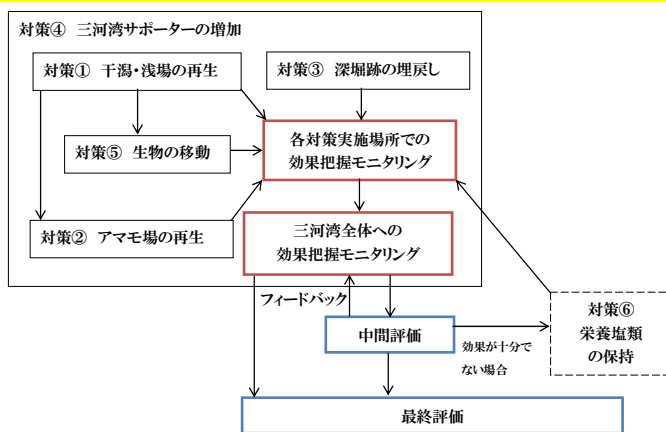 対策④ 三河湾サポーターの増加
対策① 干潟・浅場の再生
対策③ 深堀跡の埋戻し
対策⑤ 生物の移動
各対策実施場所での
効果把握モニタリング
対策② アマモ場の再生
三河湾全体への
効果把握モニタリング
フィードバック
対策⑥
栄養塩類
の保持
中間評価
効果が十分で
ない場合
最終評価